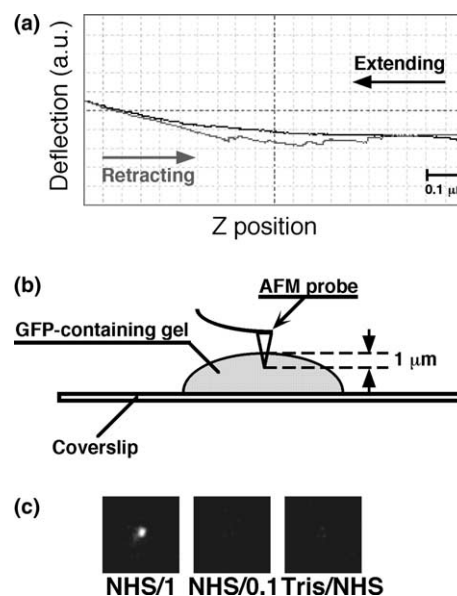 (a)
Deflection (a.u.)
Extending
Retracting
0.1 μ
Z position
(b)
AFM probe
GFP-containing gel
1 μm
Coverslip
(c)
NHS/1 NHS/0.1 Tris/NHS